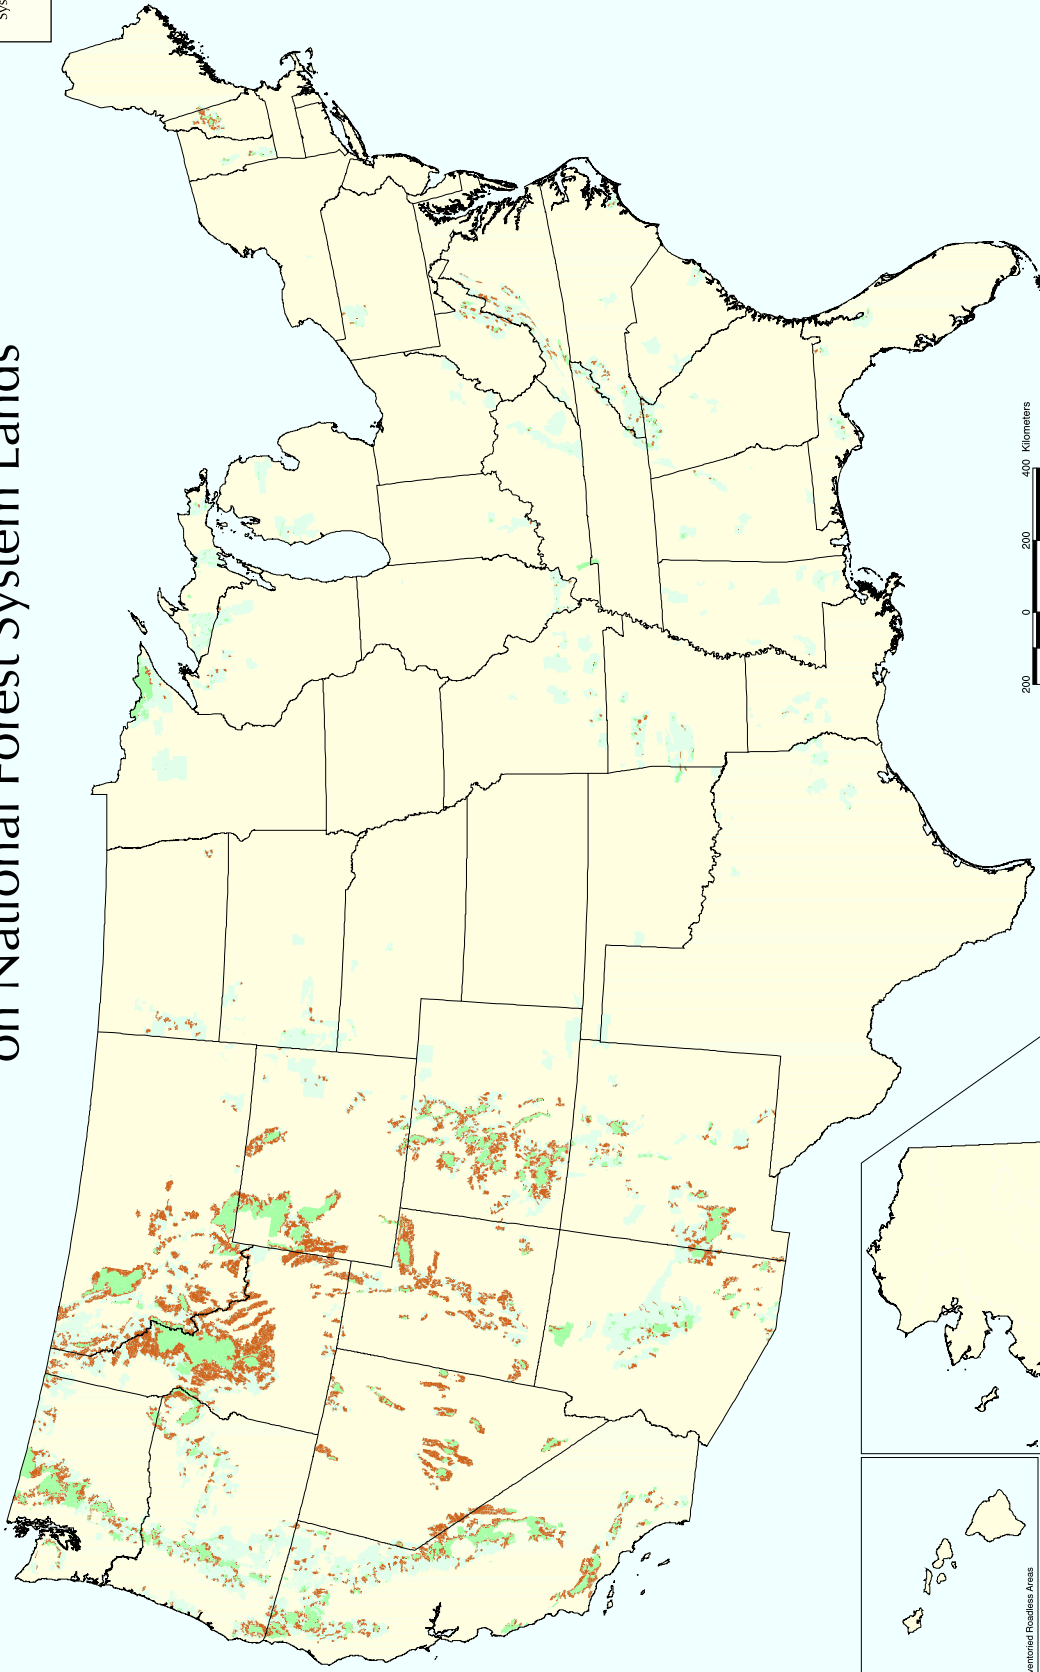 on National Forest System Lands
200 0 200 400 Kilometers
ventoried Roadless Areas